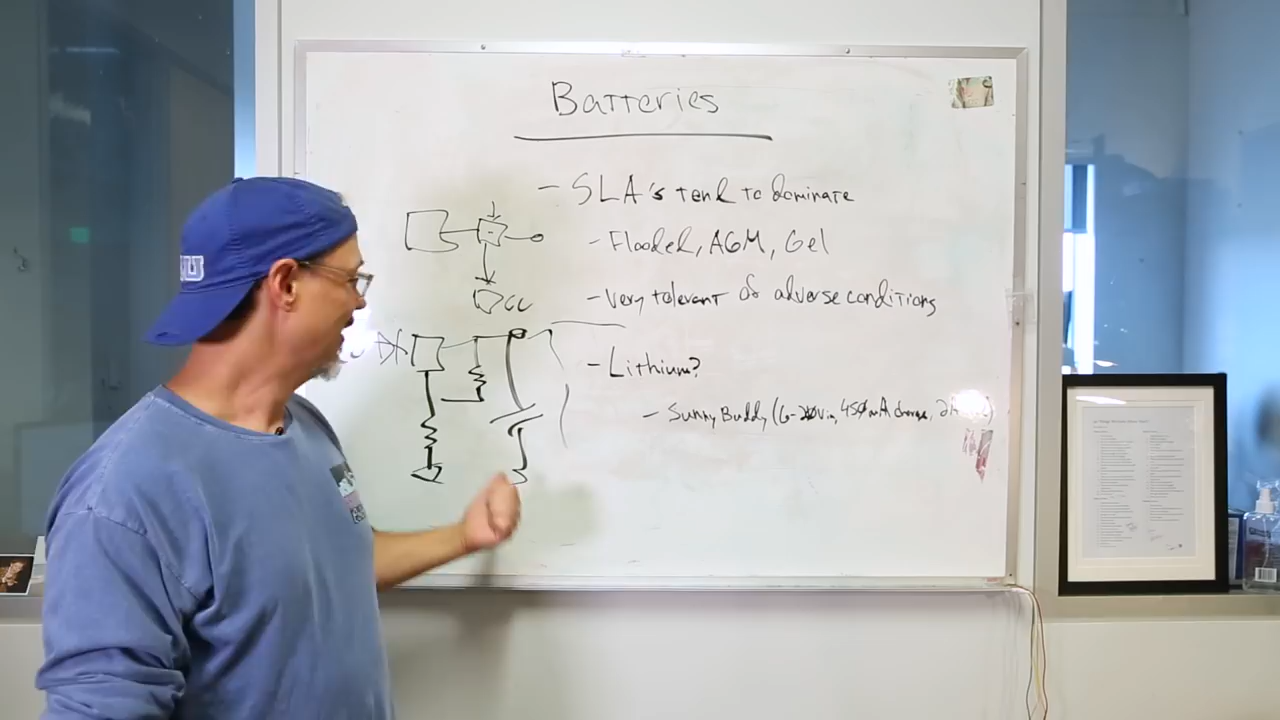 Batteries
- SLA's tend to dominate
- Flooded, AGM, Gel
- Very tolerant of adverse conditions
CC
- Lithium?
- Sunny Buddy (6-20Vin, 450mA charge,